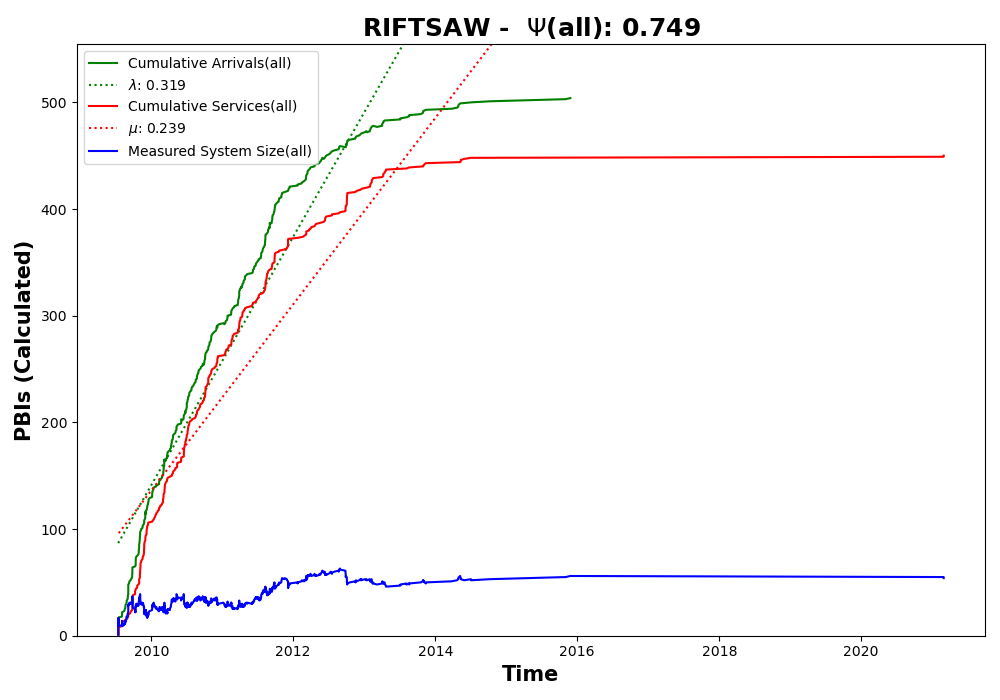 RIFTSAW -  Ψ(all): 0.749
Cumulative Arrivals(all)
λ: 0.319
Cumulative Services(all)
μ: 0.239
Measured System Size(all)
PBIs (Calculated)
500
400
300
200
100
0
2010 2012 2014 2016 2018 2020
Time